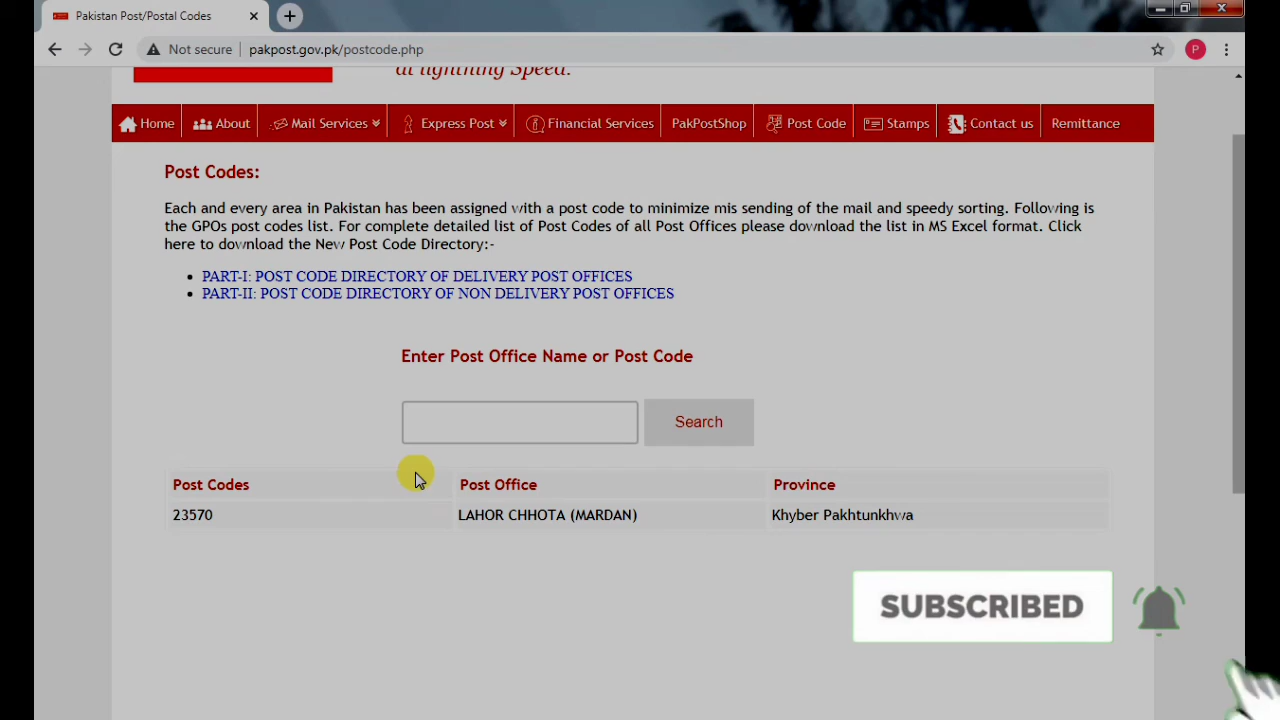 Pakistan Post/Postal Codes
Not secure
pakpost.gov.pk/postcode.php
P
at lightning Speed.
Home
About
Mail Services
Express Post
Financial Services
PakPostShop
Post Code
Stamps
Contact us
Remittance
Post Codes:
Each and every area in Pakistan has been assigned with a post code to minimize mis sending of the mail and speedy sorting. Following is
the GPOs post codes list. For complete detailed list of Post Codes of all Post Offices please download the list in MS Excel format. Click
here to download the New Post Code Directory:-
PART-I: POST CODE DIRECTORY OF DELIVERY POST OFFICES
PART-II: POST CODE DIRECTORY OF NON DELIVERY POST OFFICES
Enter Post Office Name or Post Code
Search
Post Codes Post Office Province
23570 LAHOR CHHOTA (MARDAN) Khyber Pakhtunkhwa
SUBSCRIBED